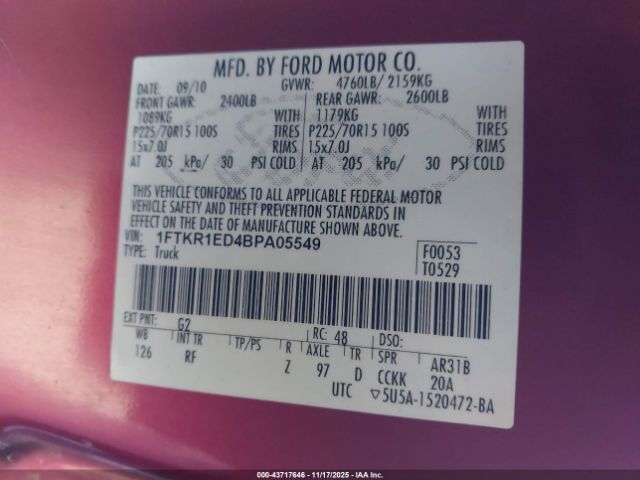 MFD. BY FORD MOTOR CO.
DATE: 09/10 GVWR: 4760LB/ 2159KG
FRONT GAWR: 2400LB REAR GAWR: 2600LB
1089KG 1179KG WITH
P225/70R15 100S TIRES P225/70R15 100S TIRES
15x7.0J RIMS 15x7.0J RIMS
AT 205 kPa/ 30 PSI COLD AT 205 kPa/ 30 PSI COLD
THIS VEHICLE CONFORMS TO ALL APPLICABLE FEDERAL MOTOR
VEHICLE SAFETY AND THEFT PREVENTION STANDARDS IN
EFFECT ON THE DATE OF MANUFACTURE SHOWN ABOVE.
VIN: 1FTKR1ED4BPA05549 F0053
TYPE: Truck T0529
EXT PNT: G2 RC: 48 DSO:
WB INT TR TP/PS R AXLE TR SPR AR31B
126 RF Z 97 D CCKK 20A
UTC 5U5A-1520472-BA
000-43717646 - 11/17/2025 - IAA Inc.